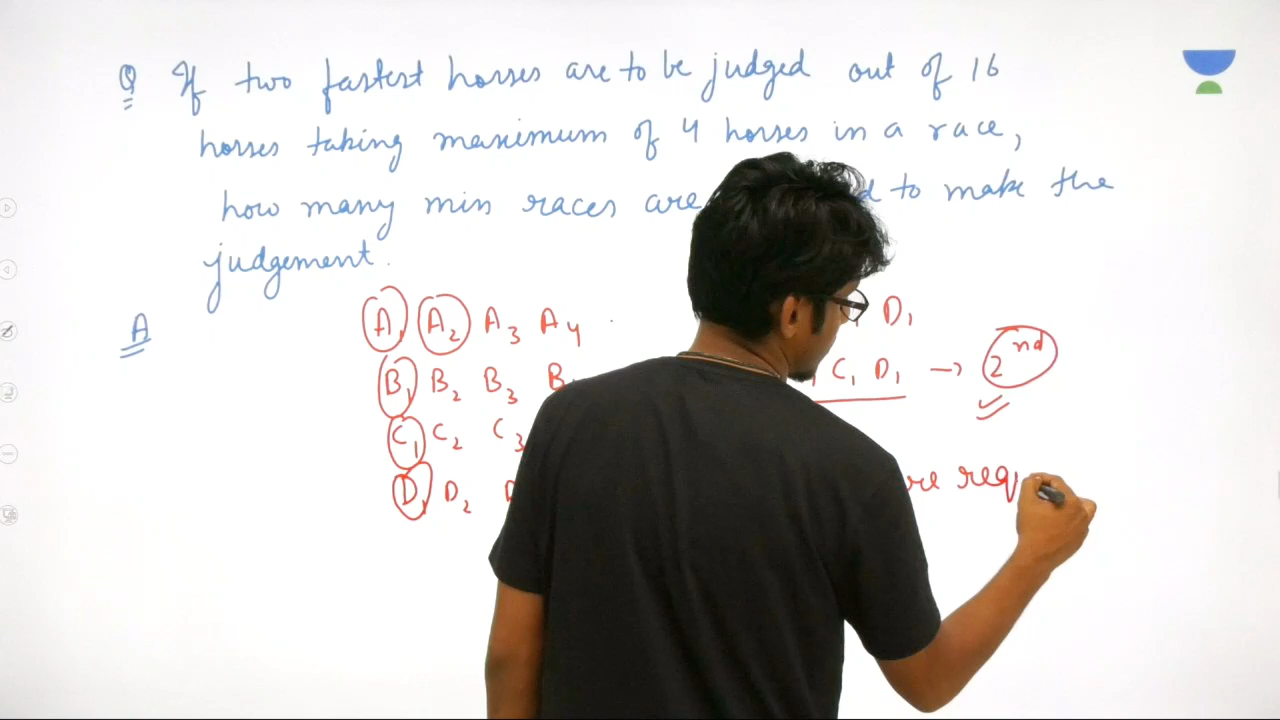 Q If two fastest horses are to be judged out of 16
horses taking maximum of 4 horses in a race,
how many min races are to make the
judgement.
A
A1 A2 A3 A4 D1
B1 B2 B3 C1 D1 → 2nd
C1 C2 C3
D1 D2